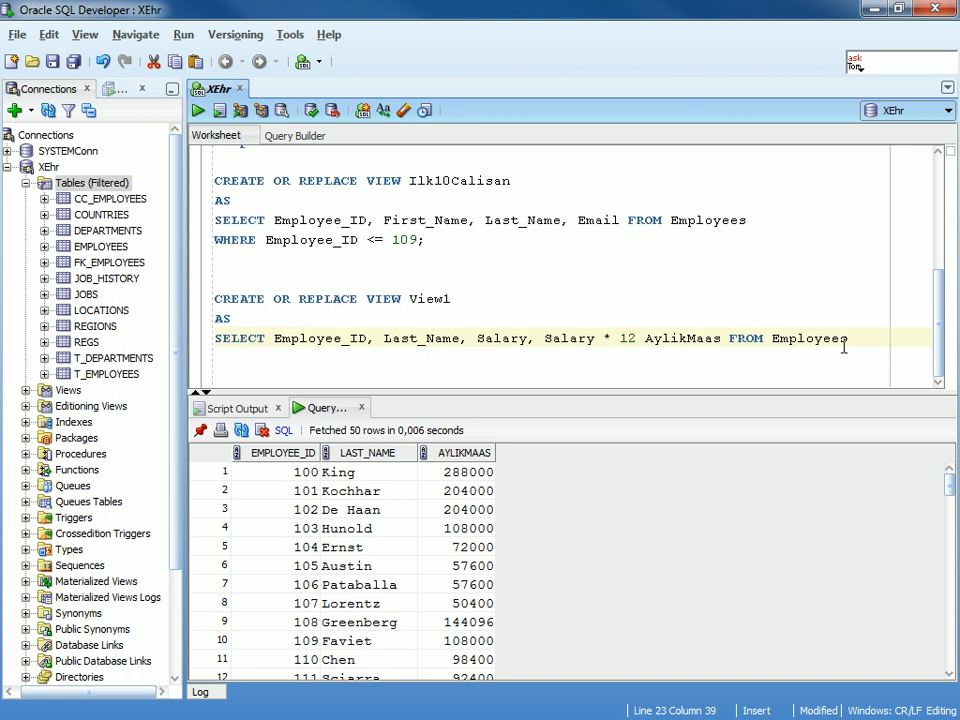 Oracle SQL Developer : XEhr
File Edit View Navigate Run Versioning Tools Help
ask
Tom
Connections
XEhr
XEhr
Worksheet Query Builder
Connections
SYSTEMConn
XEhr
Tables (Filtered)
CC_EMPLOYEES
COUNTRIES
DEPARTMENTS
EMPLOYEES
FK_EMPLOYEES
JOB_HISTORY
JOBS
LOCATIONS
REGIONS
REGS
T_DEPARTMENTS
T_EMPLOYEES
Views
Editioning Views
Indexes
Packages
Procedures
Functions
Queues
Queues Tables
Triggers
Crossedition Triggers
Types
Sequences
Materialized Views
Materialized Views Logs
Synonyms
Public Synonyms
Database Links
Public Database Links
Directories
CREATE OR REPLACE VIEW Ilk10Calisan
AS
SELECT Employee_ID, First_Name, Last_Name, Email FROM Employees
WHERE Employee_ID <= 109;
CREATE OR REPLACE VIEW View1
AS
SELECT Employee_ID, Last_Name, Salary, Salary * 12 AylikMaas FROM Employees
Script Output Query...
SQL Fetched 50 rows in 0,006 seconds
EMPLOYEE_ID LAST_NAME AYLIKMAAS
1 100 King 288000
2 101 Kochhar 204000
3 102 De Haan 204000
4 103 Hunold 108000
5 104 Ernst 72000
6 105 Austin 57600
7 106 Pataballa 57600
8 107 Lorentz 50400
9 108 Greenberg 144096
10 109 Faviet 108000
11 110 Chen 98400
12 111 Sciarra 92400
Log
Line 23 Column 39 Insert Modified Windows: CR/LF Editing